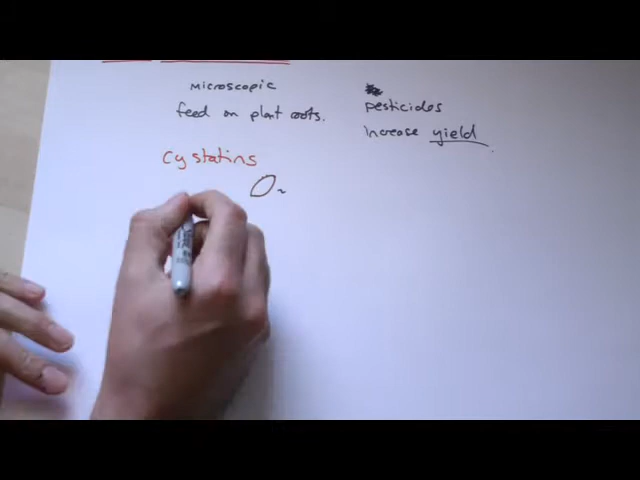 microscopic
feed on plant roots.
pesticides
increase yield
cystatins